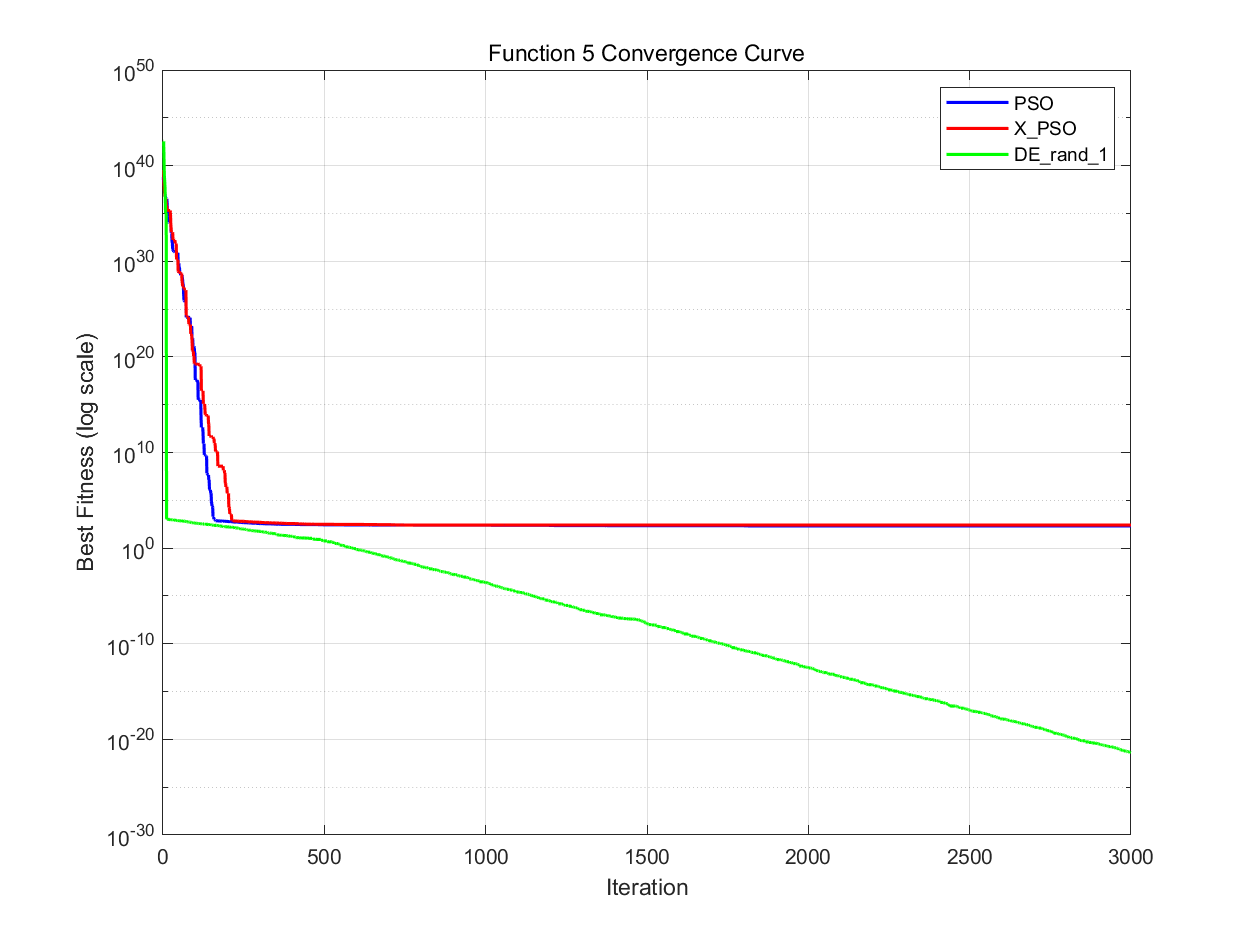 Function 5 Convergence Curve
PSO
X_PSO
DE_rand_1
Best Fitness (log scale)
10^50
10^40
10^30
10^20
10^10
10^0
10^-10
10^-20
10^-30
0 500 1000 1500 2000 2500 3000
Iteration